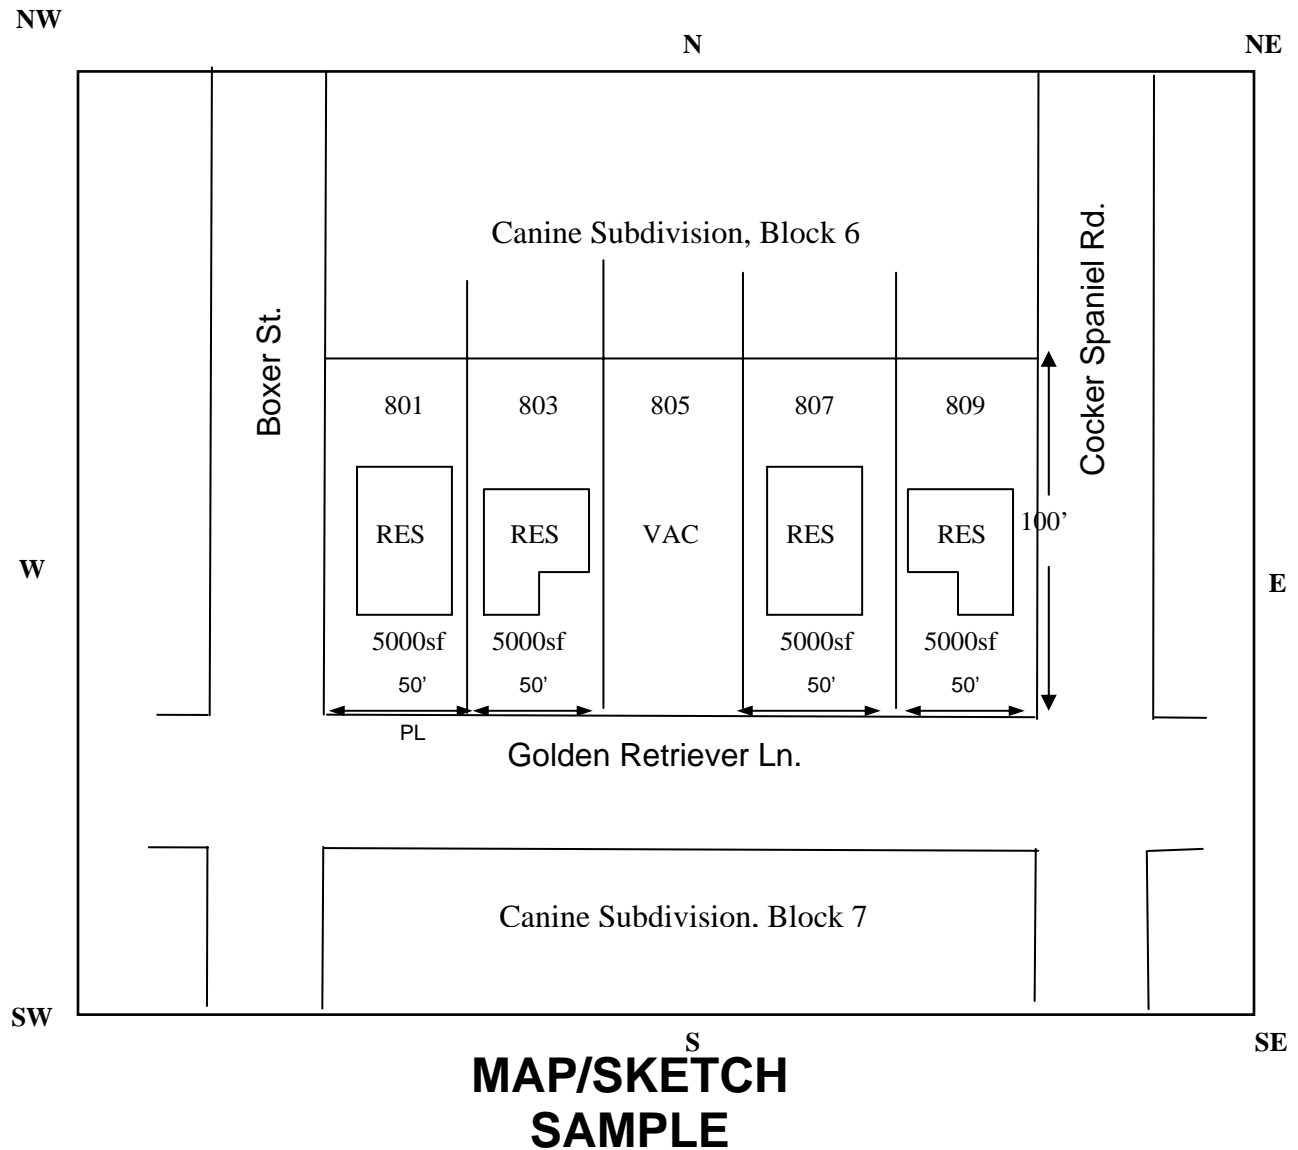 NW
N
NE
Canine Subdivision, Block 6
Boxer St.
Cocker Spaniel Rd.
801 803 805 807 809
RES RES VAC RES RES 100’
W
E
5000sf 5000sf 5000sf 5000sf
50’ 50’ 50’ 50’
PL
Golden Retriever Ln.
Canine Subdivision, Block 7
SW
S
SE
MAP/SKETCH
SAMPLE